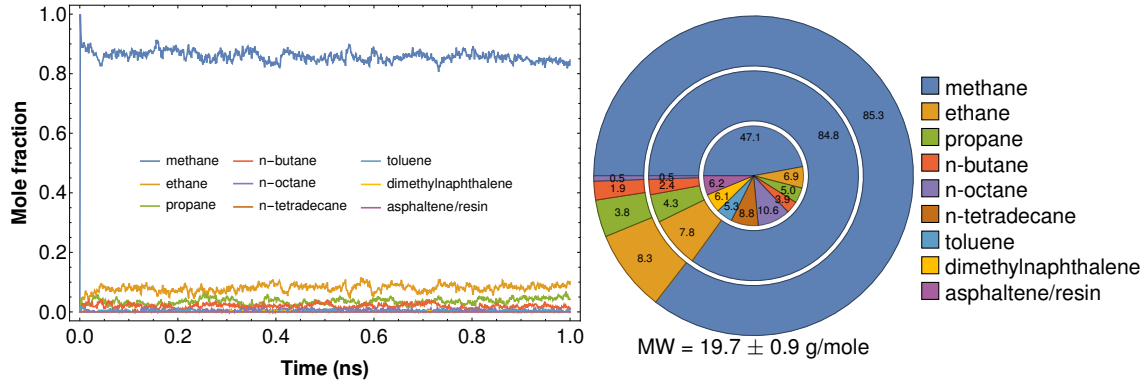 1.0
0.8
0.6
0.4
0.2
0.0
Mole fraction
methane
n−butane
toluene
ethane
n−octane
dimethylnaphthalene
propane
n−tetradecane
asphaltene/resin
0.0
0.2
0.4
0.6
0.8
1.0
Time (ns)
85.3
84.8
47.1
0.5
0.5
6.9
1.9
2.4
6.2
5.0
3.8
4.3
6.1
3.9
5.3
10.6
8.8
7.8
8.3
MW = 19.7 ± 0.9 g/mole
methane
ethane
propane
n−butane
n−octane
n−tetradecane
toluene
dimethylnaphthalene
asphaltene/resin